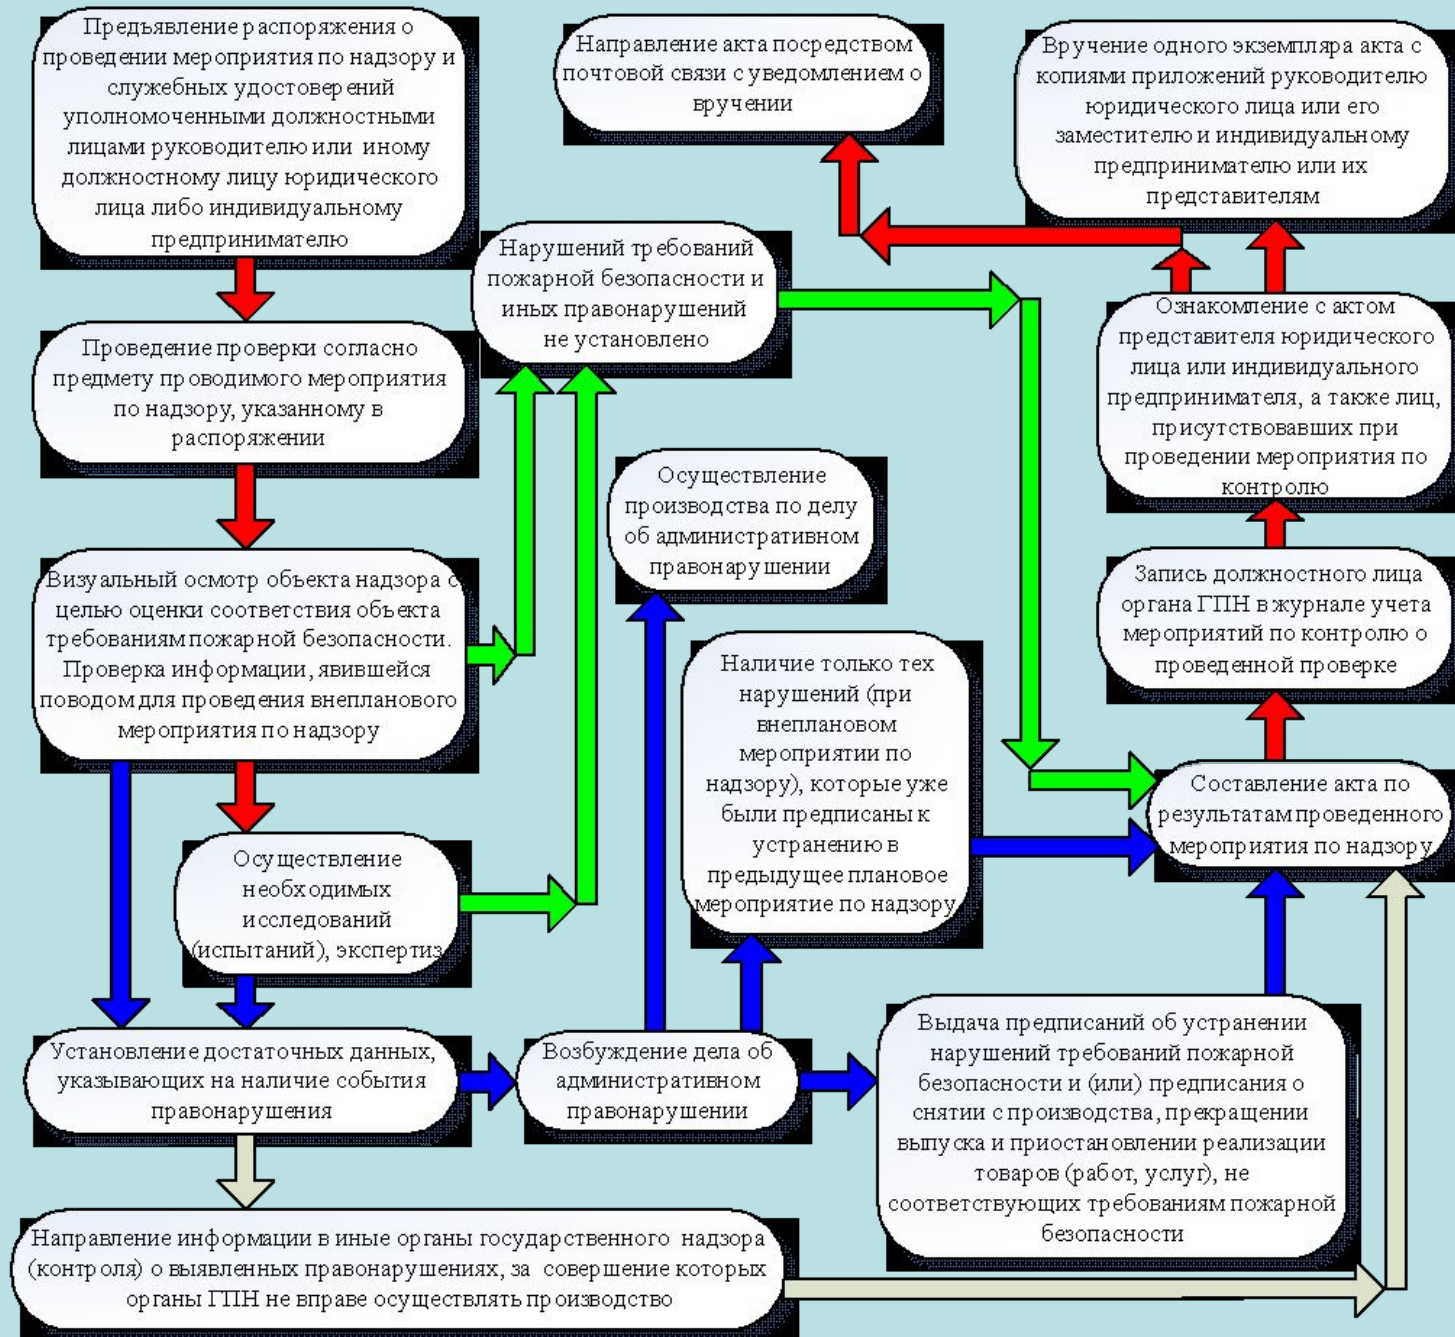 Предъявление распоряжения о
проведении мероприятия по надзору и
служебных удостоверений
уполномоченными должностными
лицами руководителю или иному
должностному лицу юридического
лица либо индивидуальному
предпринимателю
Направление акта посредством
почтовой связи с уведомлением о
вручении
Вручение одного экземпляра акта с
копиями приложений руководителю
юридического лица или его
заместителю и индивидуальному
предпринимателю или их
представителям
Нарушений требований
пожарной безопасности и
иных правонарушений
не установлено
Проведение проверки согласно
предмету проводимого мероприятия
по надзору, указанному в
распоряжении
Ознакомление с актом
представителя юридического
лица или индивидуального
предпринимателя, а также лиц,
присутствовавших при
проведении мероприятия по
контролю
Осуществление
производства по делу
об административном
правонарушении
Визуальный осмотр объекта надзора с
целью оценки соответствия объекта
требованиям пожарной безопасности.
Проверка информации, явившейся
поводом для проведения внепланового
мероприятия по надзору
Запись должностного лица
органа ГПН в журнале учета
мероприятий по контролю о
проведенной проверке
Наличие только тех
нарушений (при
внеплановом
мероприятии по
надзору), которые уже
были предписаны к
устранению в
предыдущее плановое
мероприятие по надзору
Составление акта по
результатам проведенного
мероприятия по надзору
Осуществление
необходимых
исследований
(испытаний), экспертиз
Установление достаточных данных,
указывающих на наличие события
правонарушения
Возбуждение дела об
административном
правонарушении
Выдача предписаний об устранении
нарушений требований пожарной
безопасности и (или) предписания о
снятии с производства, прекращении
выпуска и приостановлении реализации
товаров (работ, услуг), не
соответствующих требованиям пожарной
безопасности
Направление информации в иные органы государственного надзора
(контроля) о выявленных правонарушениях, за совершение которых
органы ГПН не вправе осуществлять производство